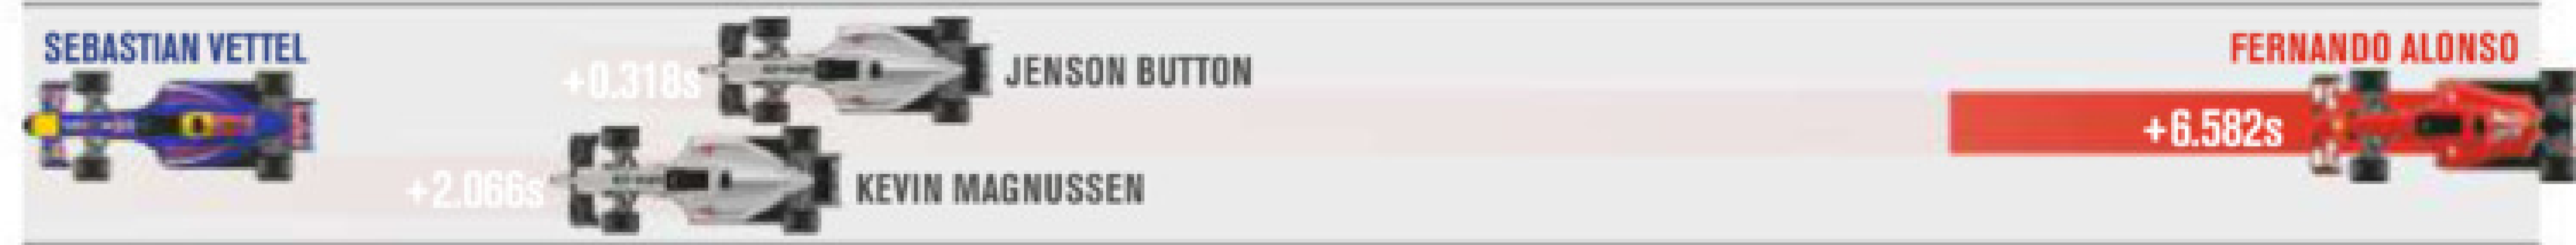 SEBASTIAN VETTEL
+0.318s
JENSON BUTTON
+2.066s
KEVIN MAGNUSSEN
FERNANDO ALONSO
+6.582s